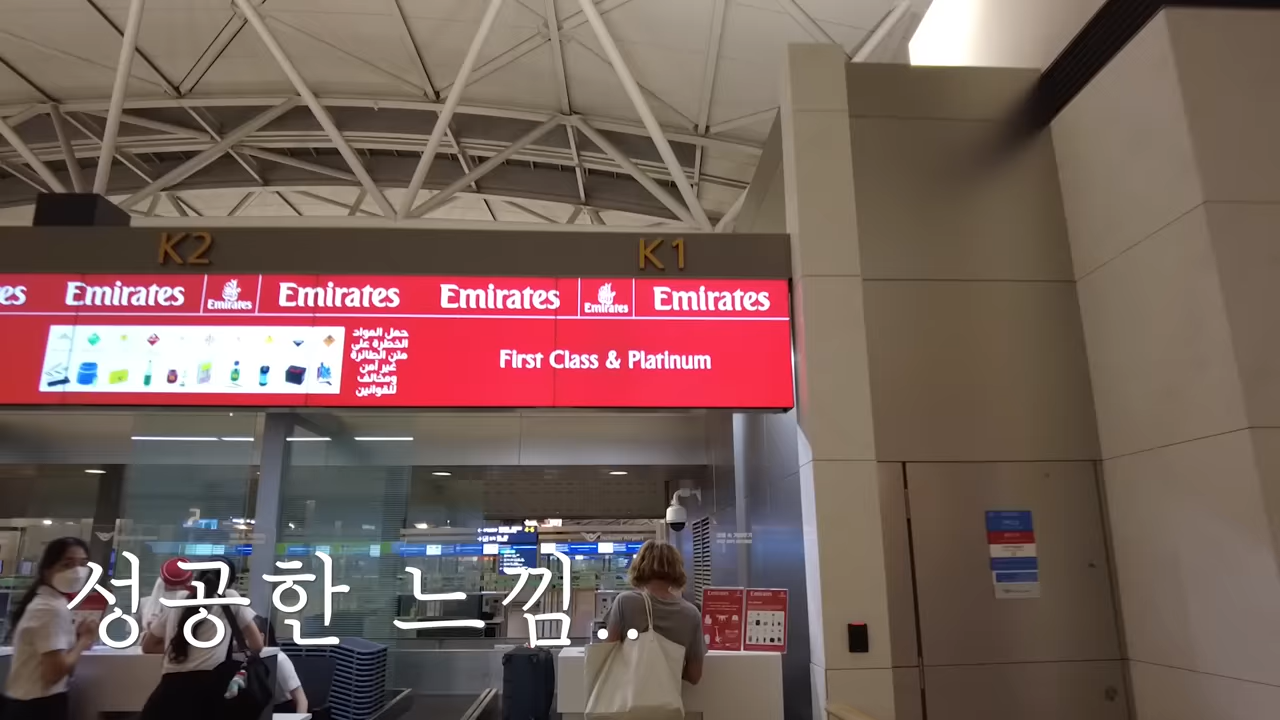 K2
K1
es Emirates Emirates Emirates Emirates Emirates Emirates
حمل المواد
الخطرة على
متن الطائرة
غير آمن
ومخالف
للقوانين
First Class & Platinum
성공한 느낌..